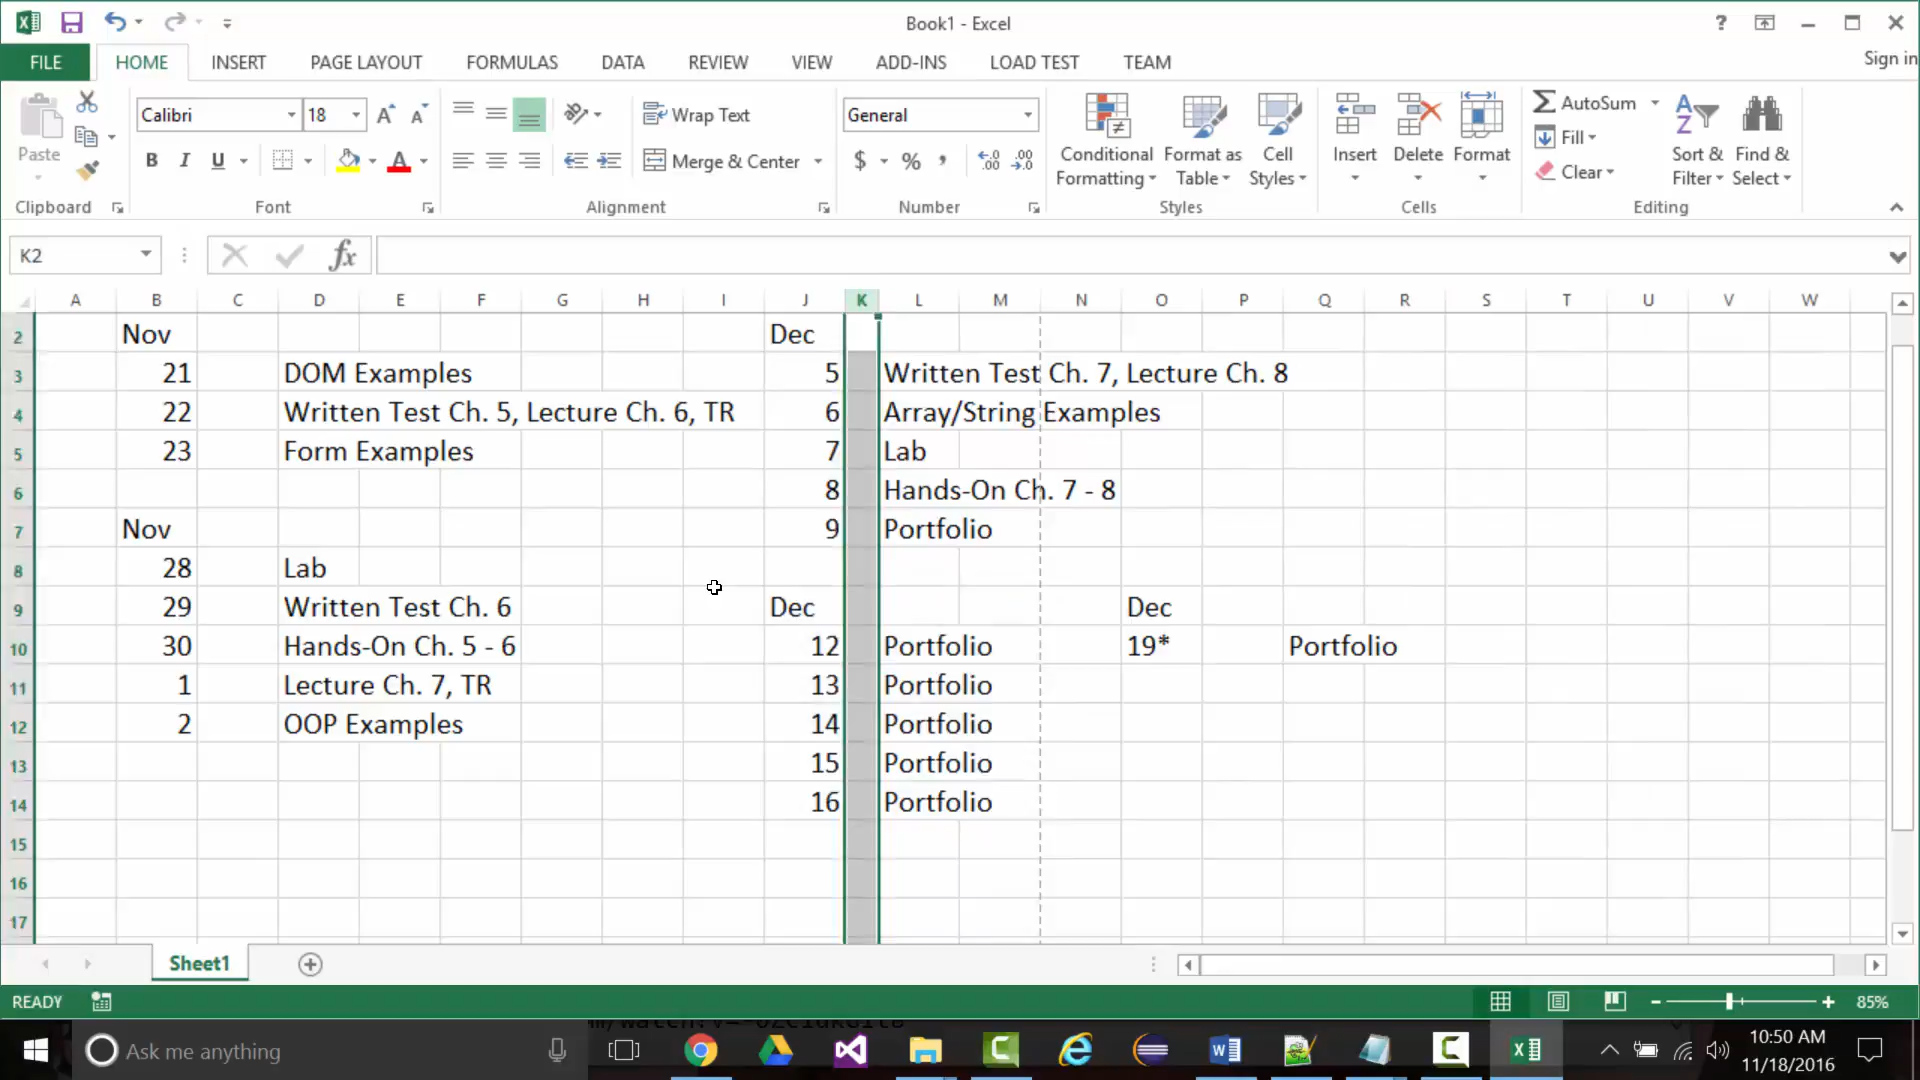 Book1 - Excel
?
Sign in
FILE HOME INSERT PAGE LAYOUT FORMULAS DATA REVIEW VIEW ADD-INS LOAD TEST TEAM
Paste
Clipboard
Calibri 18 A A
B I U A
Font
Wrap Text
Merge & Center
Alignment
General
$ % , .00 .00
Number
Conditional Formatting
Format as Table
Cell Styles
Styles
Insert Delete Format
Cells
AutoSum
Fill
Clear
Sort & Filter
Find & Select
Editing
K2 fx
A B C D E F G H I J K L M N O P Q R S T U V W
2 Nov Dec
3 21 DOM Examples 5 Written Test Ch. 7, Lecture Ch. 8
4 22 Written Test Ch. 5, Lecture Ch. 6, TR 6 Array/String Examples
5 23 Form Examples 7 Lab
6 8 Hands-On Ch. 7 - 8
7 Nov 9 Portfolio
8 28 Lab
9 29 Written Test Ch. 6 Dec Dec
10 30 Hands-On Ch. 5 - 6 12 Portfolio 19* Portfolio
11 1 Lecture Ch. 7, TR 13 Portfolio
12 2 OOP Examples 14 Portfolio
13 15 Portfolio
14 16 Portfolio
15
16
17
Sheet1
READY 85%
Ask me anything
10:50 AM
11/18/2016